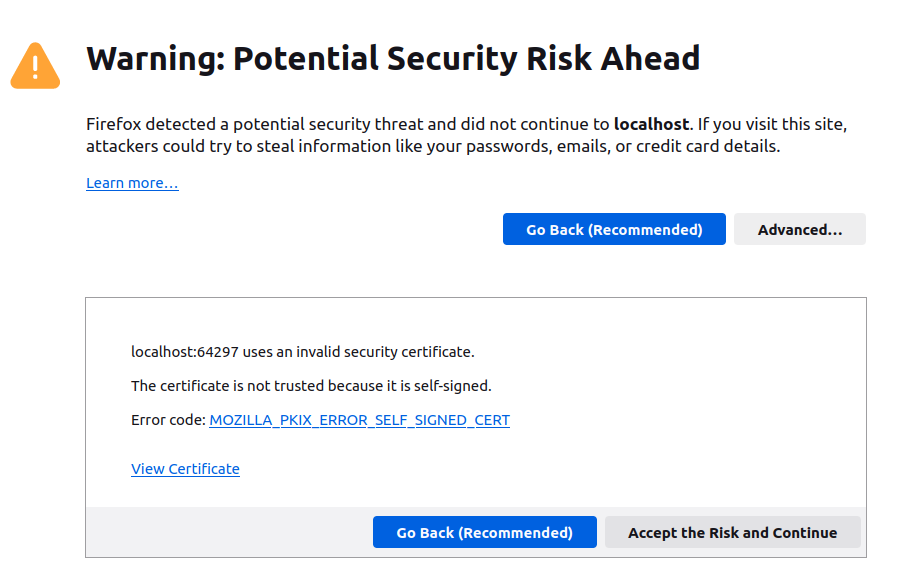 Warning: Potential Security Risk Ahead
Firefox detected a potential security threat and did not continue to localhost. If you visit this site,
attackers could try to steal information like your passwords, emails, or credit card details.
Learn more…
Go Back (Recommended)
Advanced…
localhost:64297 uses an invalid security certificate.
The certificate is not trusted because it is self-signed.
Error code: MOZILLA_PKIX_ERROR_SELF_SIGNED_CERT
View Certificate
Go Back (Recommended)
Accept the Risk and Continue